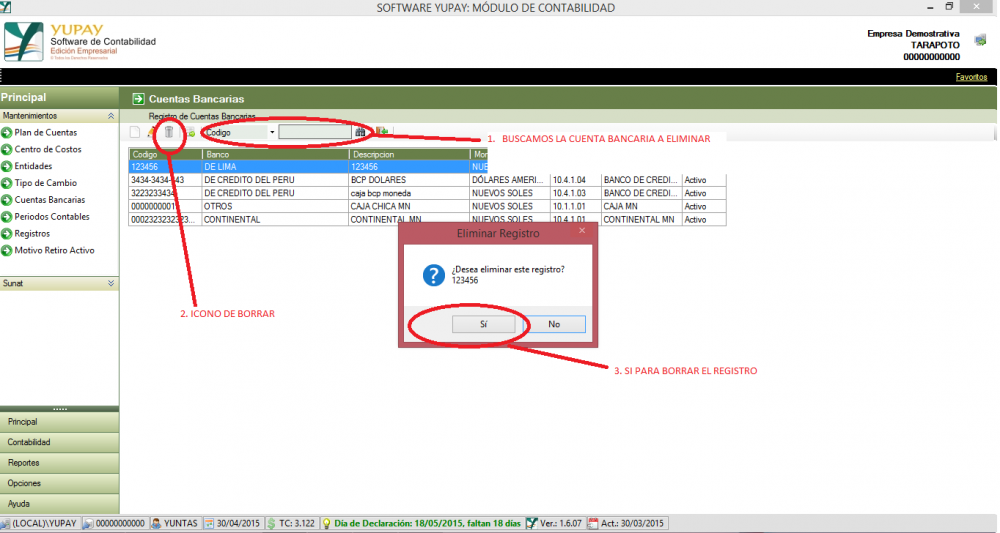 SOFTWARE YUPAY: MÓDULO DE CONTABILIDAD
YUPAY
Software de Contabilidad
Edición Empresarial
© Todos los Derechos Reservados
Empresa Demostrativa
TARAPOTO
00000000000
Favoritos
Principal
Cuentas Bancarias
Mantenimientos
Registro de Cuentas Bancarias
Codigo
1. BUSCAMOS LA CUENTA BANCARIA A ELIMINAR
Plan de Cuentas
Centro de Costos
Entidades
Tipo de Cambio
Cuentas Bancarias
Periodos Contables
Registros
Motivo Retiro Activo
Sunat
Codigo Banco Descripcion Mon
123456 DE LIMA 123456 NUE
3434-3434-343 DE CREDITO DEL PERU BCP DOLARES DÓLARES AMERI... 10.4.1.04 BANCO DE CREDI... Activo
3223233434 DE CREDITO DEL PERU caja bcp moneda NUEVOS SOLES 10.4.1.03 BANCO DE CREDI... Activo
0000000001 OTROS CAJA CHICA MN NUEVOS SOLES 10.1.1.01 CAJA MN Activo
0002323232323... CONTINENTAL CONTINENTAL MN NUEVOS SOLES 10.4.1.01 CONTINENTAL MN Activo
Eliminar Registro
¿Desea eliminar este registro?
123456
Sí
No
2. ICONO DE BORRAR
3. SI PARA BORRAR EL REGISTRO
Principal
Contabilidad
Reportes
Opciones
Ayuda
(LOCAL)\YUPAY 00000000000 YUNTAS 30/04/2015 TC: 3.122 Día de Declaración: 18/05/2015, faltan 18 días Ver.: 1.6.07 Act.: 30/03/2015